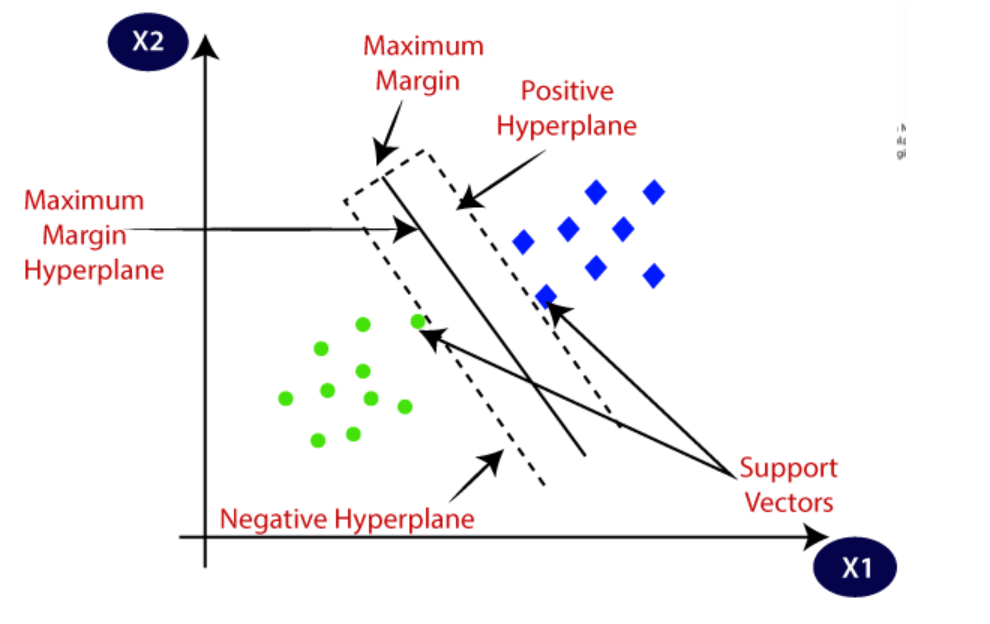 X2
Maximum
Margin
Positive
Hyperplane
Maximum
Margin
Hyperplane
Support
Vectors
Negative Hyperplane
X1